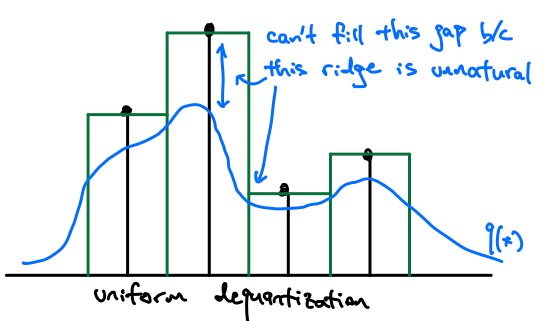 can't fill this gap b/c
this ridge is unnatural
q(x)
uniform dequantization